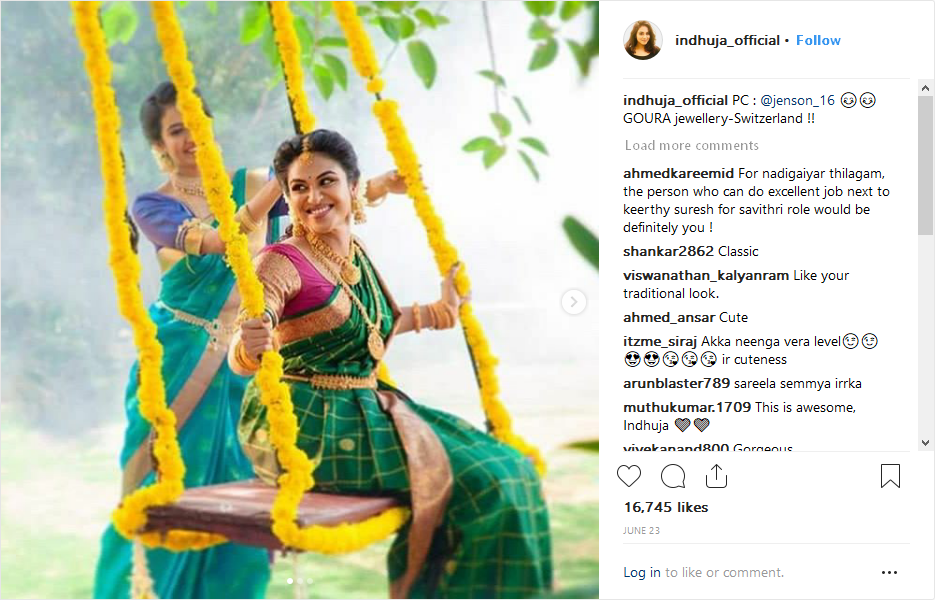 indhuja_official • Follow
indhuja_official PC : @jenson_16 😊😊
GOURA jewellery-Switzerland !!
Load more comments
ahmedkareemid For nadigaiyar thilagam,
the person who can do excellent job next to
keerthy suresh for savithri role would be
definitely you !
shankar2862 Classic
viswanathan_kalyanram Like your
traditional look.
ahmed_ansar Cute
itzme_siraj Akka neenga vera level😉😉
😍😍😘😘😘 ir cuteness
arunblaster789 sareela semmya irrka
muthukumar.1709 This is awesome,
Indhuja 💙💓
vivekanand800 Gorgeous
16,745 likes
JUNE 23
Log in to like or comment.